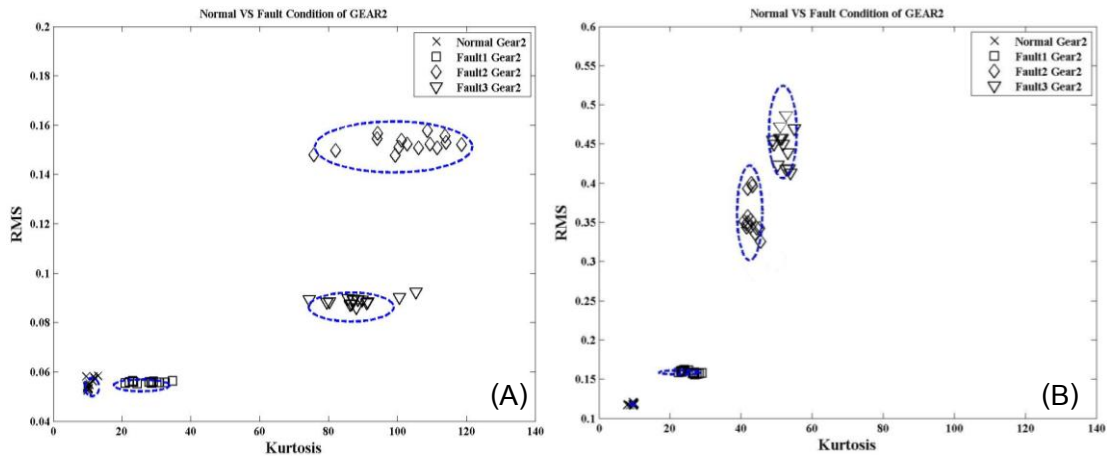 Normal VS Fault Condition of GEAR2
0.2
0.18
0.16
0.14
0.12
0.1
0.08
0.06
0.04
RMS
Normal Gear2
Fault1 Gear2
Fault2 Gear2
Fault3 Gear2
(A)
0 20 40 60 80 100 120 140
Kurtosis
Normal VS Fault Condition of GEAR2
0.6
0.55
0.5
0.45
0.4
0.35
0.3
0.25
0.2
0.15
0.1
RMS
Normal Gear2
Fault1 Gear2
Fault2 Gear2
Fault3 Gear2
(B)
0 20 40 60 80 100 120 140
Kurtosis